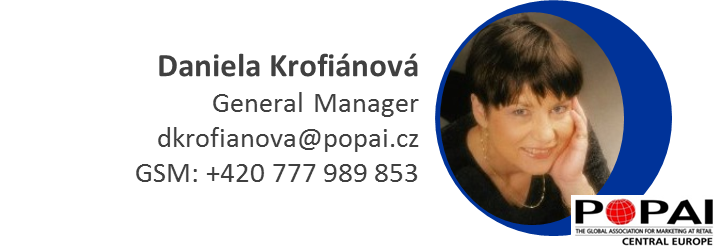 Daniela Krofiánová
General Manager
dkrofianova@popai.cz
GSM: +420 777 989 853
POPAI
THE GLOBAL ASSOCIATION FOR MARKETING AT RETAIL
CENTRAL EUROPE